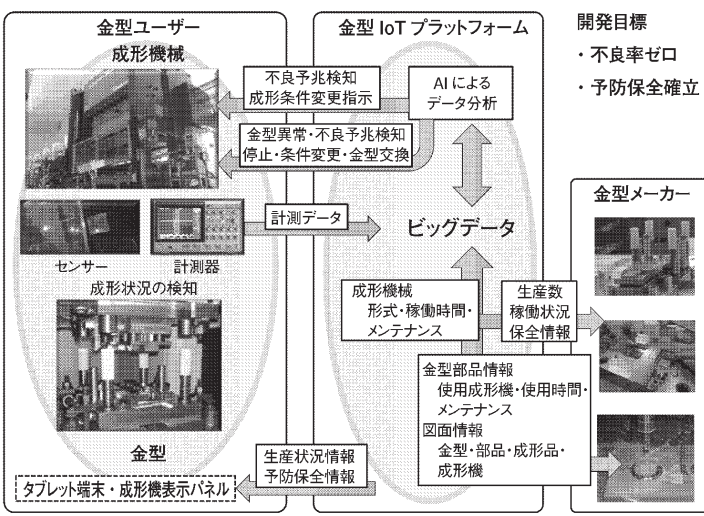 金型ユーザー
成形機械
センサー
計測器
成形状況の検知
金型
タブレット端末・成形機表示パネル
金型 IoT プラットフォーム
不良予兆検知
成形条件変更指示
AI による
データ分析
金型異常・不良予兆検知
停止・条件変更・金型交換
計測データ
ビッグデータ
成形機械
形式・稼働時間・
メンテナンス
生産数
稼働状況
保全情報
金型部品情報
使用成形機・使用時間・
メンテナンス
図面情報
金型・部品・成形品・
成形機
生産状況情報
予防保全情報
開発目標
・不良率ゼロ
・予防保全確立
金型メーカー